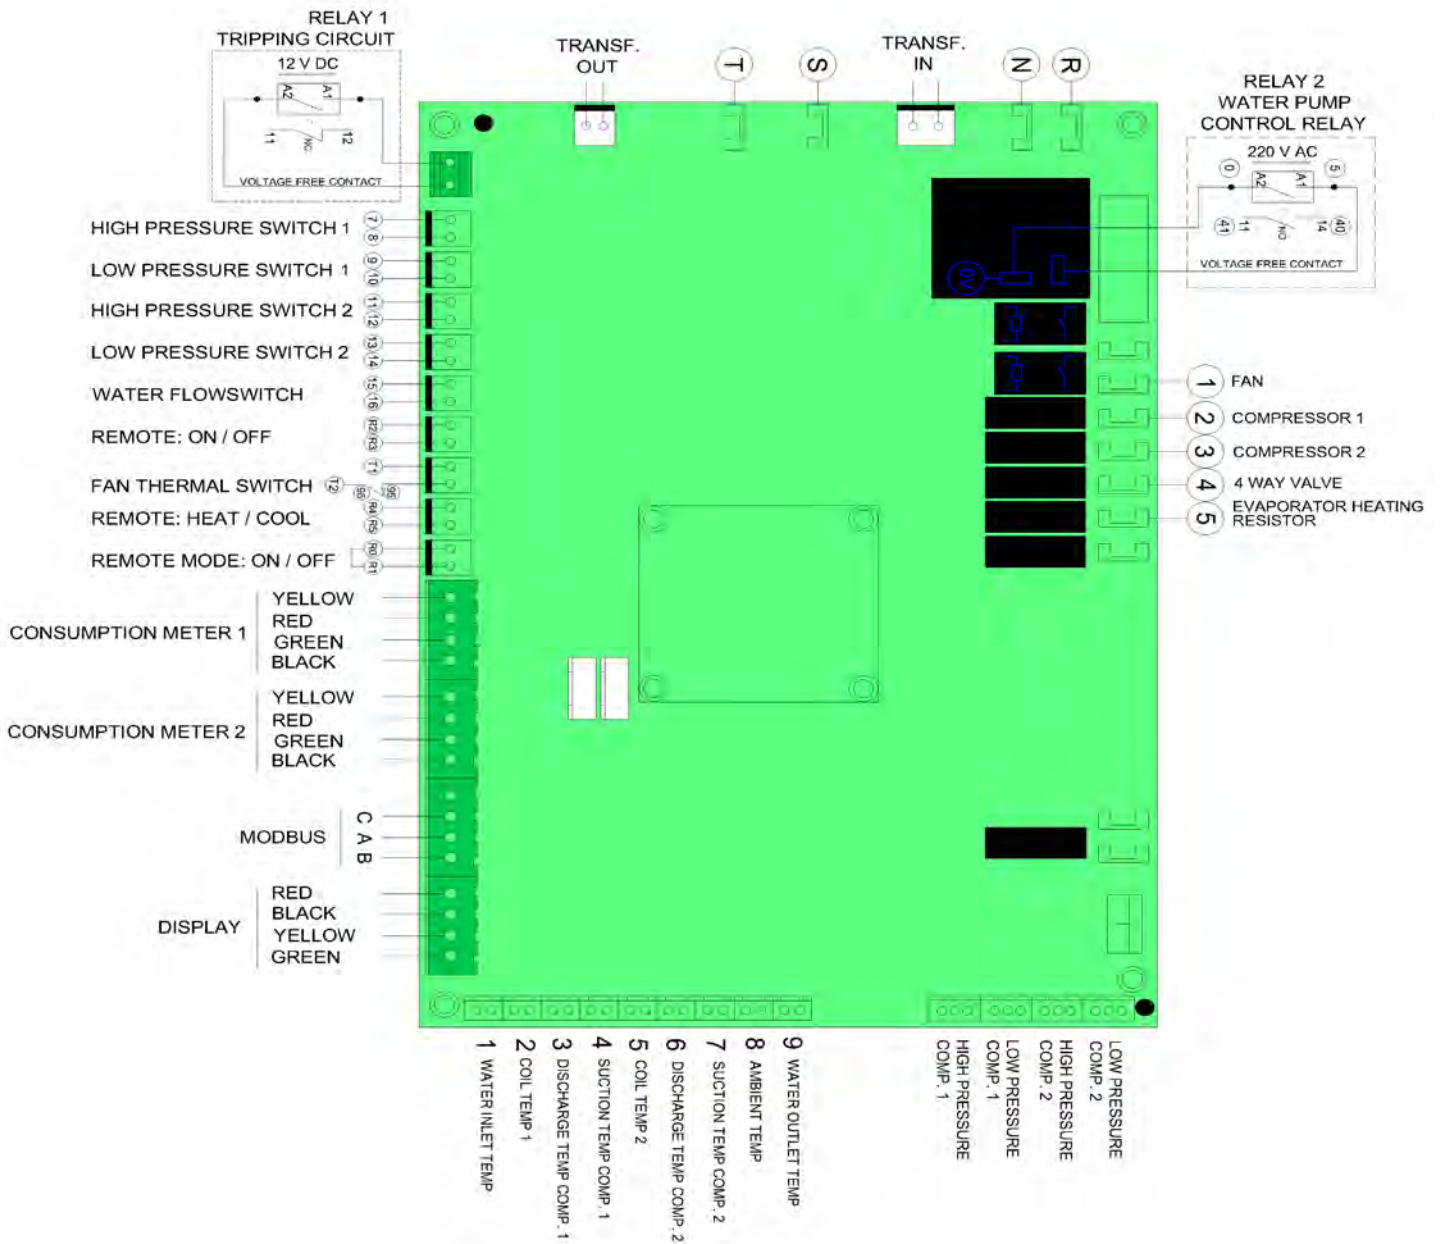 RELAY 1
TRIPPING CIRCUIT
12 V DC
A2 A1
11 NC 12
VOLTAGE FREE CONTACT
TRANSF.
OUT
T
S
TRANSF.
IN
N
R
RELAY 2
WATER PUMP
CONTROL RELAY
220 V AC
0 A2 A1 5
41 11 NO 14 40
VOLTAGE FREE CONTACT
0V
HIGH PRESSURE SWITCH 1 7 8
LOW PRESSURE SWITCH 1 9 10
HIGH PRESSURE SWITCH 2 11 12
LOW PRESSURE SWITCH 2 13 14
WATER FLOWSWITCH 15 16
REMOTE: ON / OFF R2 R3
FAN THERMAL SWITCH T2 96 95 T1
REMOTE: HEAT / COOL R4 R5
REMOTE MODE: ON / OFF R0 R1
1 FAN
2 COMPRESSOR 1
3 COMPRESSOR 2
4 4 WAY VALVE
5 EVAPORATOR HEATING
RESISTOR
CONSUMPTION METER 1
YELLOW
RED
GREEN
BLACK
CONSUMPTION METER 2
YELLOW
RED
GREEN
BLACK
MODBUS
C
A
B
DISPLAY
RED
BLACK
YELLOW
GREEN
1 WATER INLET TEMP
2 COIL TEMP 1
3 DISCHARGE TEMP COMP. 1
4 SUCTION TEMP COMP. 1
5 COIL TEMP 2
6 DISCHARGE TEMP COMP. 2
7 SUCTION TEMP COMP. 2
8 AMBIENT TEMP
9 WATER OUTLET TEMP
HIGH PRESSURE
COMP. 1
LOW PRESSURE
COMP. 1
HIGH PRESSURE
COMP. 2
LOW PRESSURE
COMP. 2